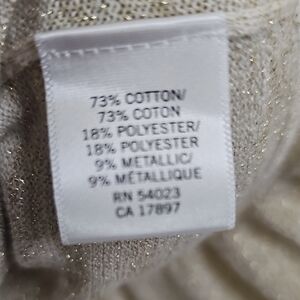 73% COTTON/
73% COTON
18% POLYESTER/
18% POLYESTER
9% METALLIC/
9% MÉTALLIQUE
RN 54023
CA 17897